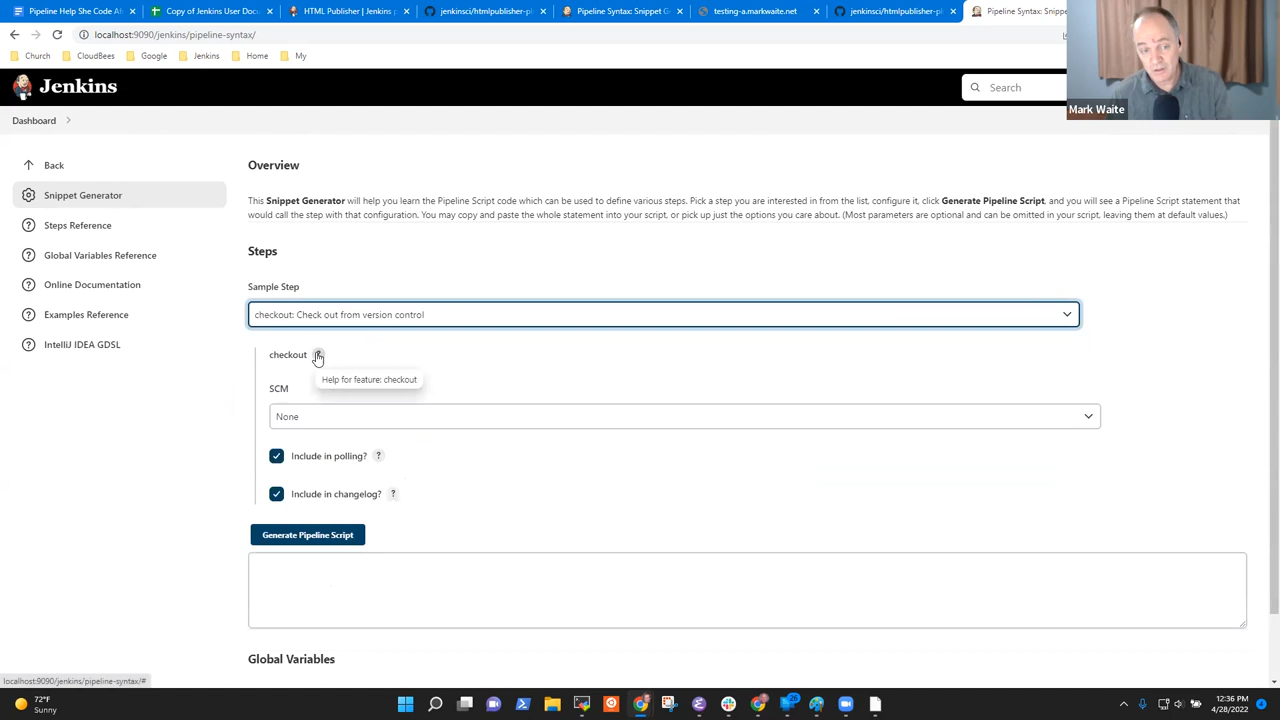 Pipeline Help She Code Af
Copy of Jenkins User Docu
HTML Publisher | Jenkins p
jenkinsci/htmlpublisher-pl
Pipeline Syntax: Snippet G
testing-a.markwaite.net
jenkinsci/htmlpublisher-pl
Pipeline Syntax: Snippe
localhost:9090/jenkins/pipeline-syntax/
Church
CloudBees
Google
Jenkins
Home
My
Jenkins
Search
Mark Waite
Dashboard
Back
Snippet Generator
Steps Reference
Global Variables Reference
Online Documentation
Examples Reference
IntelliJ IDEA GDSL
Overview
This Snippet Generator will help you learn the Pipeline Script code which can be used to define various steps. Pick a step you are interested in from the list, configure it, click Generate Pipeline Script, and you will see a Pipeline Script statement that
would call the step with that configuration. You may copy and paste the whole statement into your script, or pick up just the options you care about. (Most parameters are optional and can be omitted in your script, leaving them at default values.)
Steps
Sample Step
checkout: Check out from version control
checkout
Help for feature: checkout
SCM
None
Include in polling? ?
Include in changelog? ?
Generate Pipeline Script
Global Variables
localhost:9090/jenkins/pipeline-syntax/#
72°F
Sunny
26
12:36 PM
4/28/2022